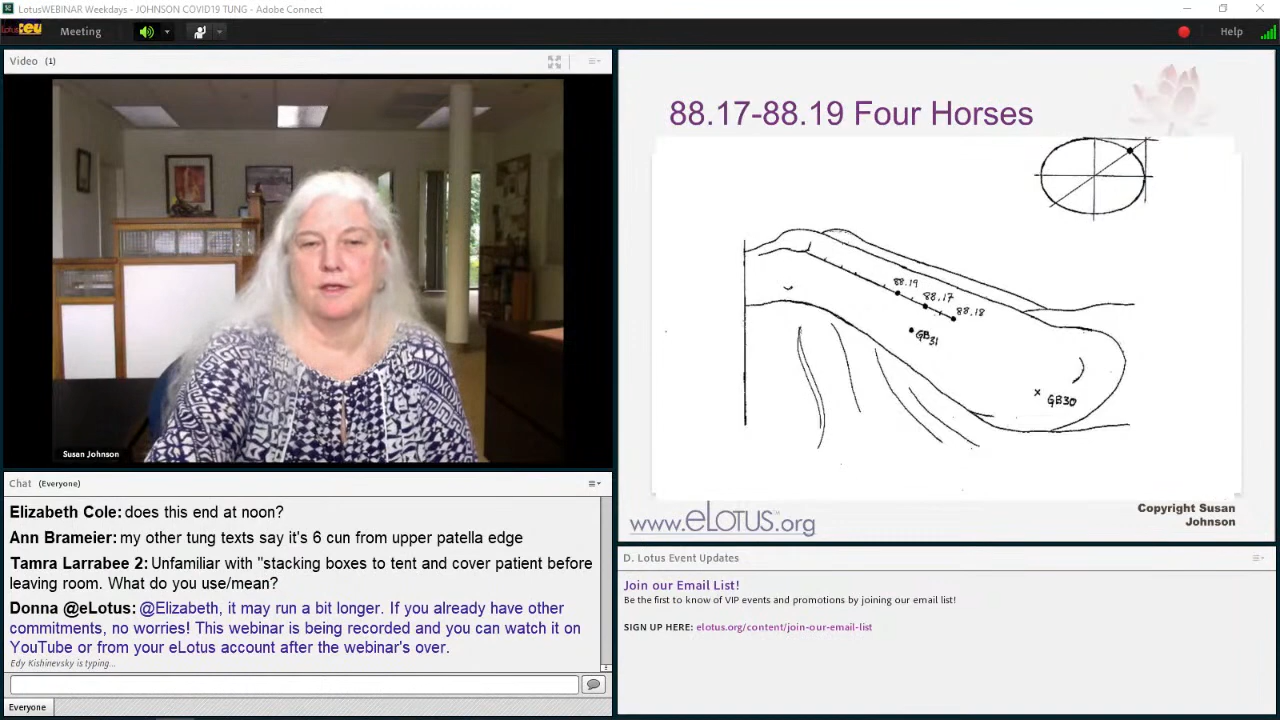 LotusWEBINAR Weekdays - JOHNSON COVID19 TUNG - Adobe Connect
Meeting
Help
Video (1)
Susan Johnson
Chat (Everyone)
Elizabeth Cole: does this end at noon?
Ann Brameier: my other tung texts say it's 6 cun from upper patella edge
Tamra Larrabee 2: Unfamiliar with "stacking boxes to tent and cover patient before
leaving room. What do you use/mean?
Donna @eLotus: @Elizabeth, it may run a bit longer. If you already have other
commitments, no worries! This webinar is being recorded and you can watch it on
YouTube or from your eLotus account after the webinar's over.
Edy Kishinevsky is typing...
Everyone
88.17-88.19 Four Horses
88.19
88.17
88.18
GB31
GB30
www.eLOTUS.org
Copyright Susan
Johnson
D. Lotus Event Updates
Join our Email List!
Be the first to know of VIP events and promotions by joining our email list!
SIGN UP HERE: elotus.org/content/join-our-email-list